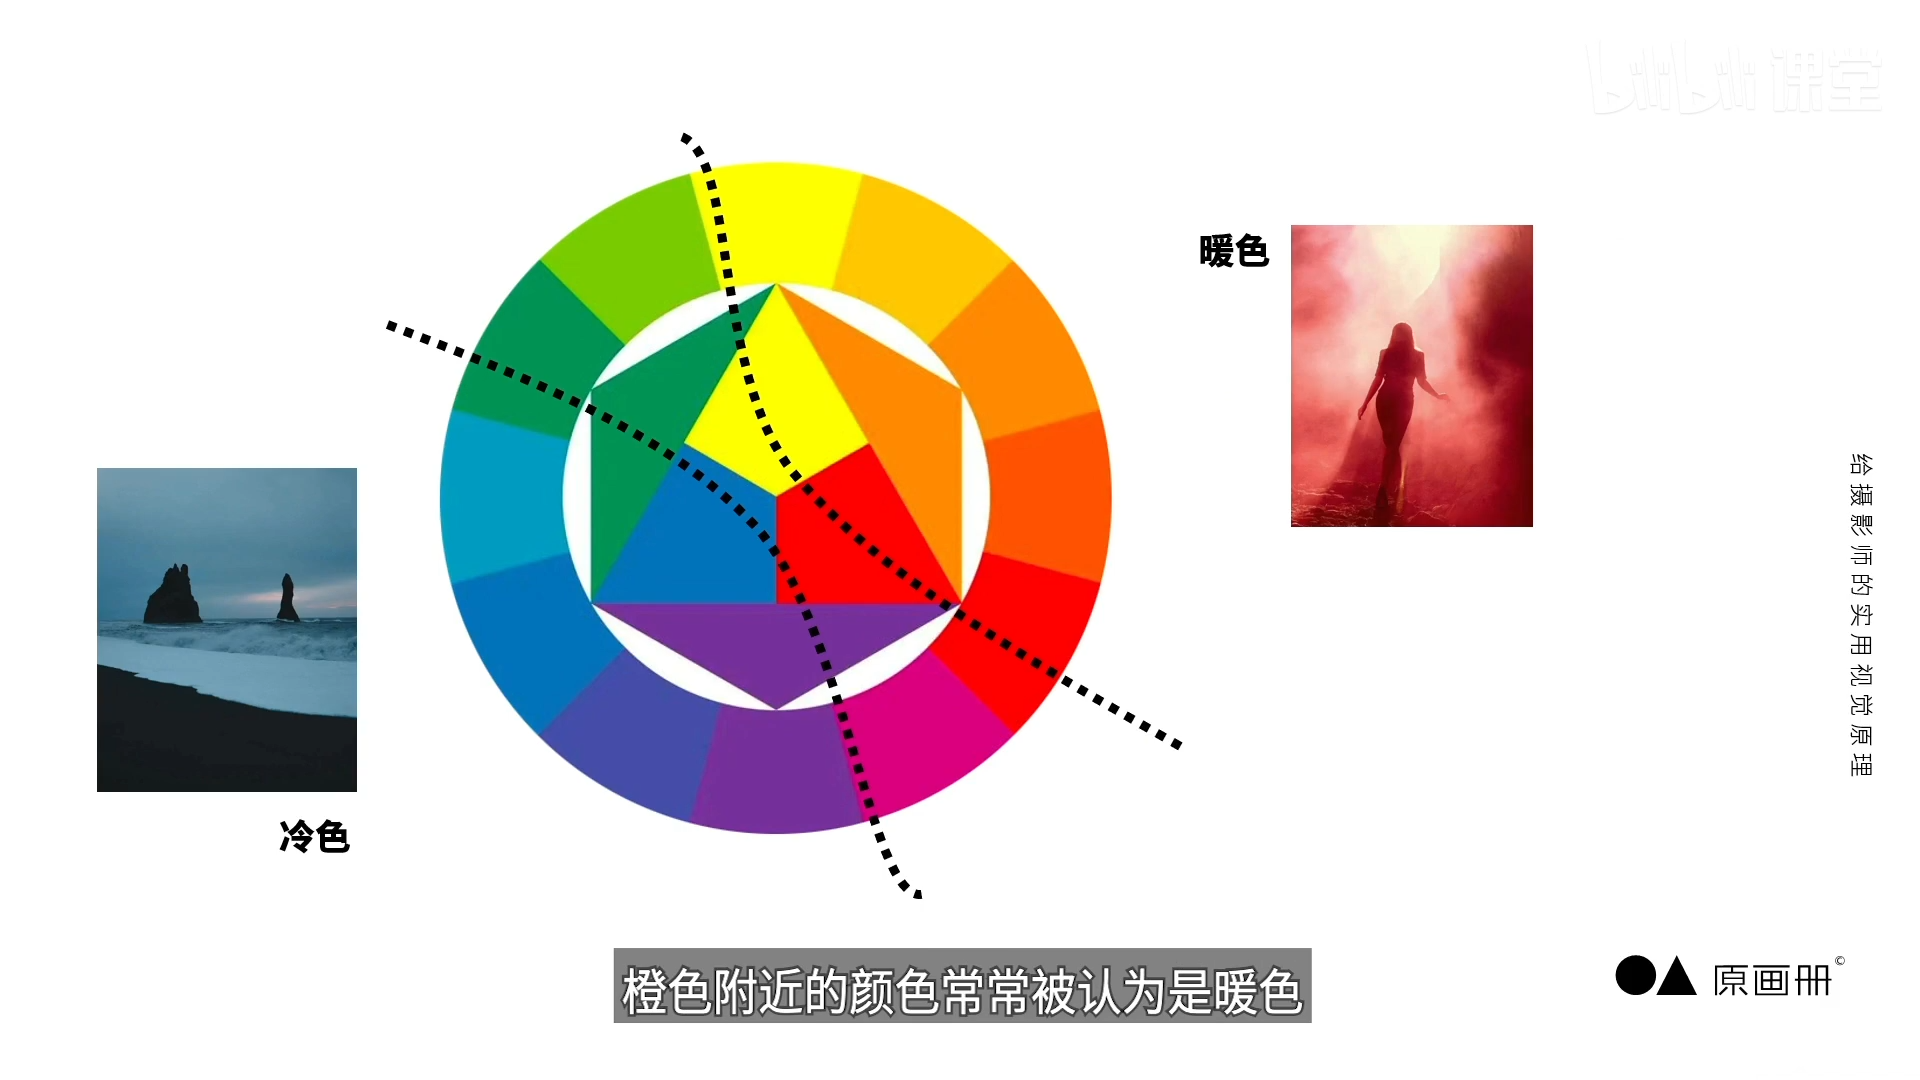 bilibili课堂
暖色
给摄影师的实用视觉原理
冷色
橙色附近的颜色常常被认为是暖色
原画册©